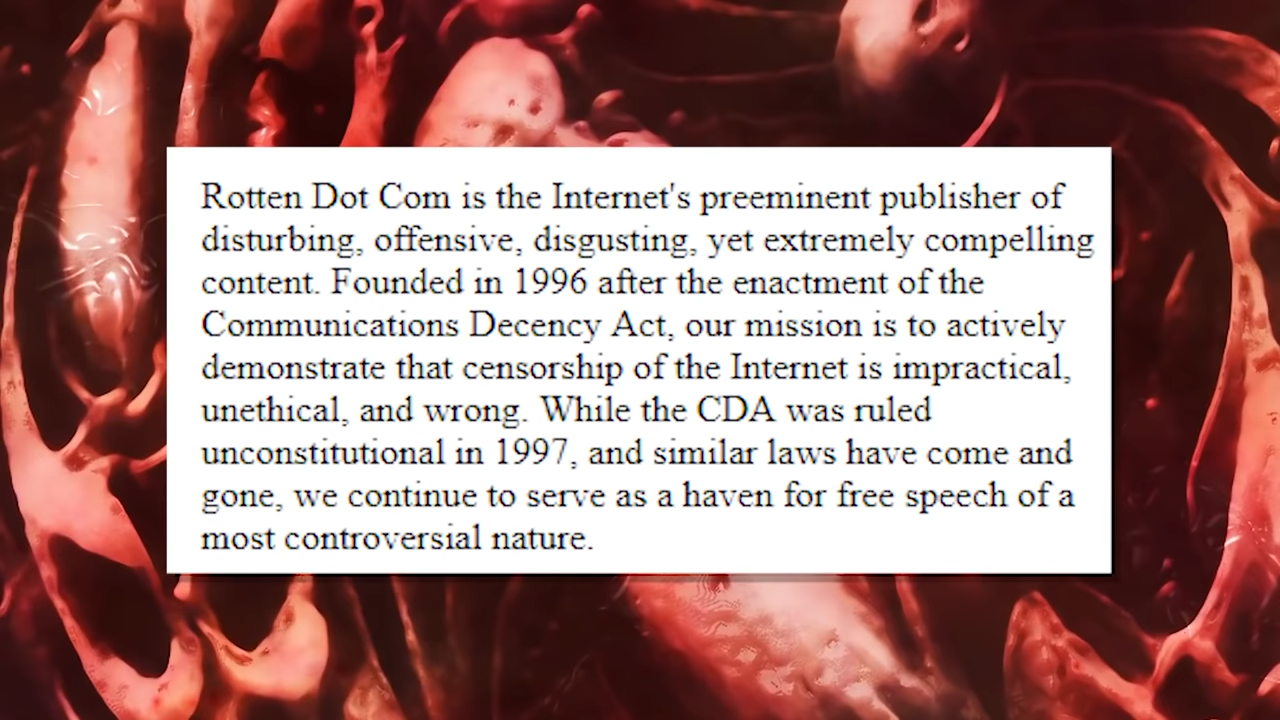 Rotten Dot Com is the Internet's preeminent publisher of
disturbing, offensive, disgusting, yet extremely compelling
content. Founded in 1996 after the enactment of the
Communications Decency Act, our mission is to actively
demonstrate that censorship of the Internet is impractical,
unethical, and wrong. While the CDA was ruled
unconstitutional in 1997, and similar laws have come and
gone, we continue to serve as a haven for free speech of a
most controversial nature.